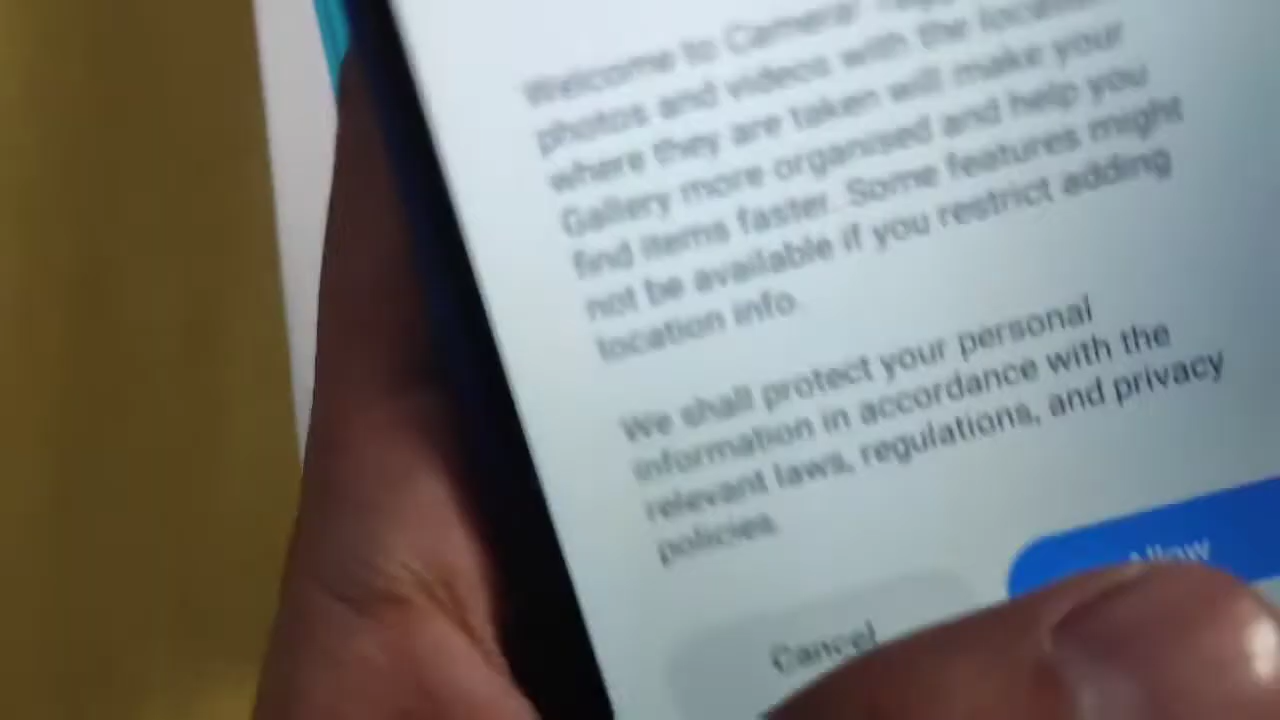 Welcome to Camera!
photos and videos with the location
where they are taken will make your
Gallery more organised and help you
find items faster. Some features might
not be available if you restrict adding
location info.
We shall protect your personal
information in accordance with the
relevant laws, regulations, and privacy
policies.
Cancel
Allow